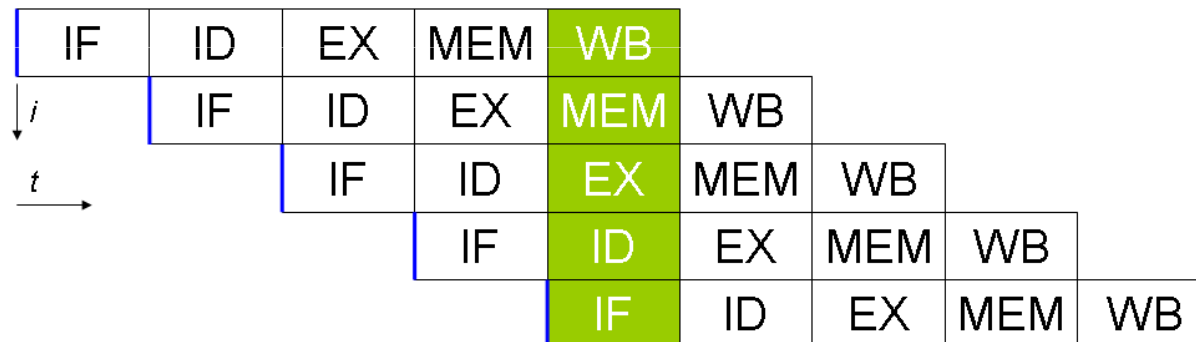 IF ID EX MEM WB
i IF ID EX MEM WB
t IF ID EX MEM WB
IF ID EX MEM WB
IF ID EX MEM WB